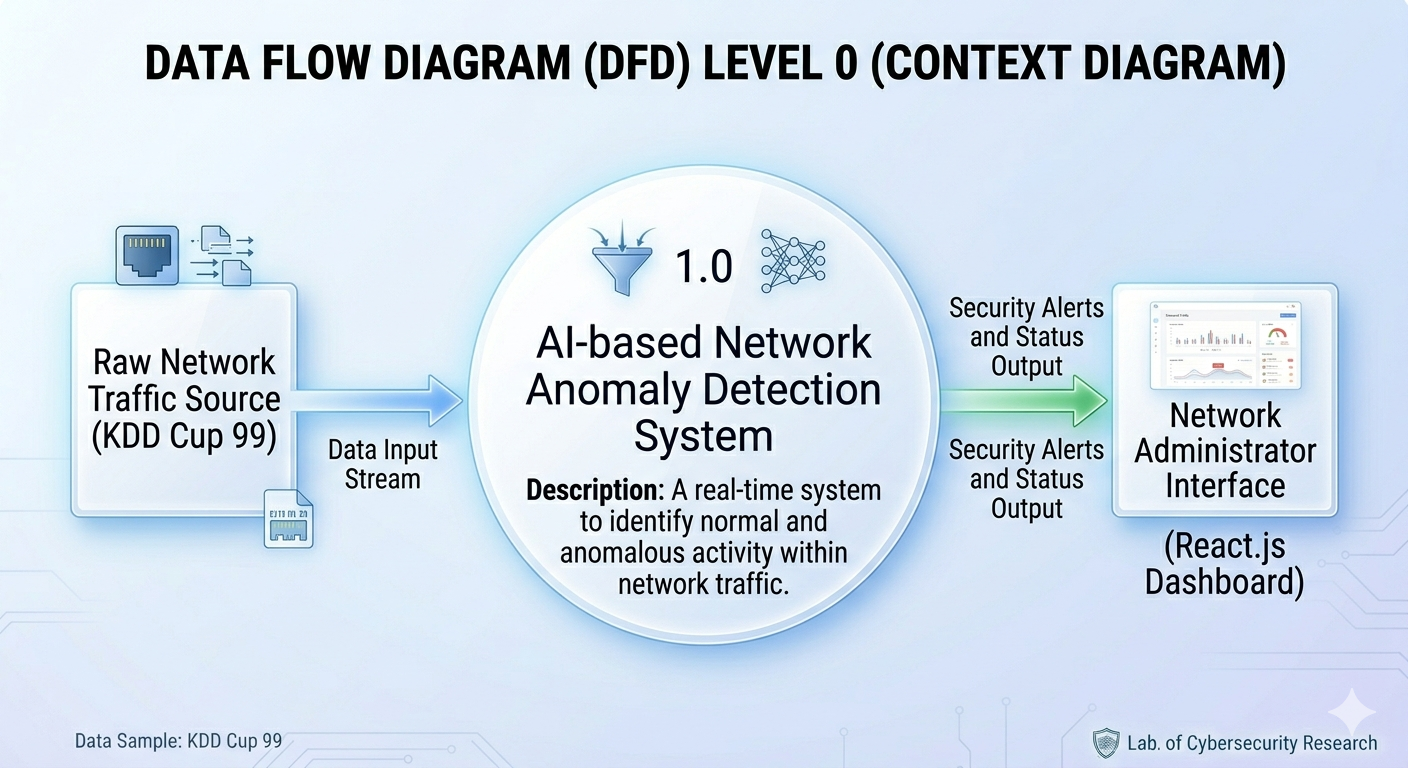 DATA FLOW DIAGRAM (DFD) LEVEL 0 (CONTEXT DIAGRAM)
Raw Network
Traffic Source
(KDD Cup 99)
Data Input
Stream
1.0
AI-based Network
Anomaly Detection
System
Description: A real-time system
to identify normal and
anomalous activity within
network traffic.
Security Alerts
and Status
Output
Security Alerts
and Status
Output
Network
Administrator
Interface
(React.js
Dashboard)
Data Sample: KDD Cup 99
Lab. of Cybersecurity Research